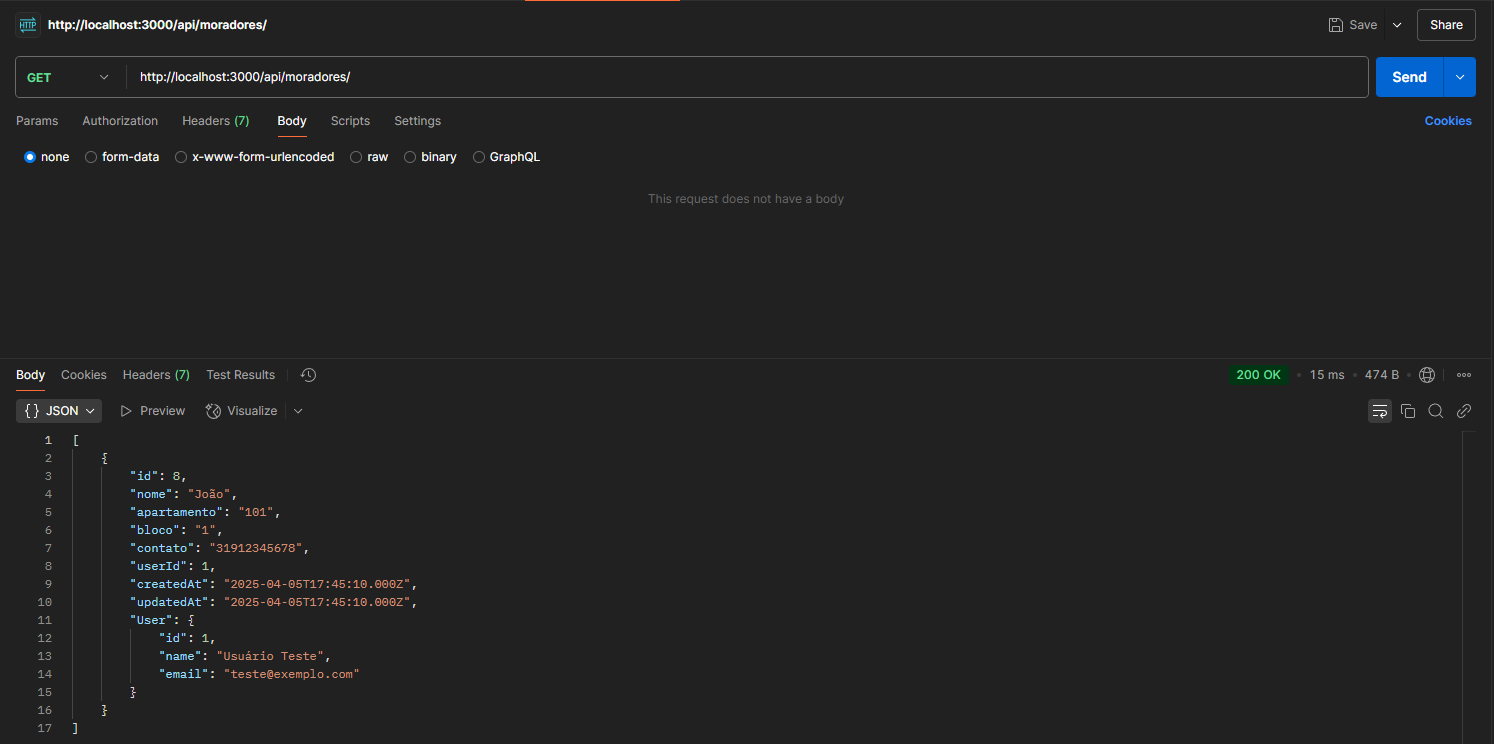 HTTP http://localhost:3000/api/moradores/ Save Share
GET http://localhost:3000/api/moradores/ Send
Params Authorization Headers (7) Body Scripts Settings Cookies
none form-data x-www-form-urlencoded raw binary GraphQL
This request does not have a body
Body Cookies Headers (7) Test Results 200 OK • 15 ms • 474 B •
{} JSON Preview Visualize
1 [
2 {
3 "id": 8,
4 "nome": "João",
5 "apartamento": "101",
6 "bloco": "1",
7 "contato": "31912345678",
8 "userId": 1,
9 "createdAt": "2025-04-05T17:45:10.000Z",
10 "updatedAt": "2025-04-05T17:45:10.000Z",
11 "User": {
12 "id": 1,
13 "name": "Usuário Teste",
14 "email": "teste@exemplo.com"
15 }
16 }
17 ]